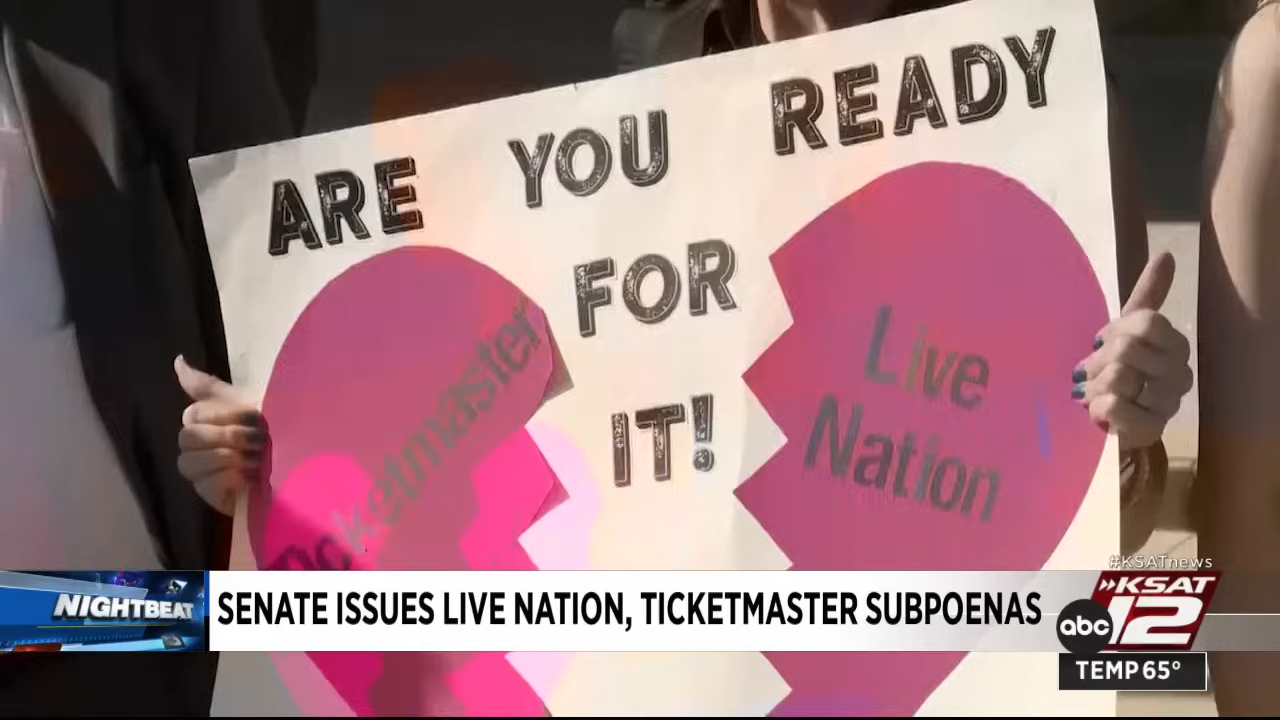 ARE YOU READY
FOR
IT!
Ticketmaster
Live
Nation
#KSATnews
NIGHTBEAT
SENATE ISSUES LIVE NATION, TICKETMASTER SUBPOENAS
KSAT
abc 12
TEMP 65°